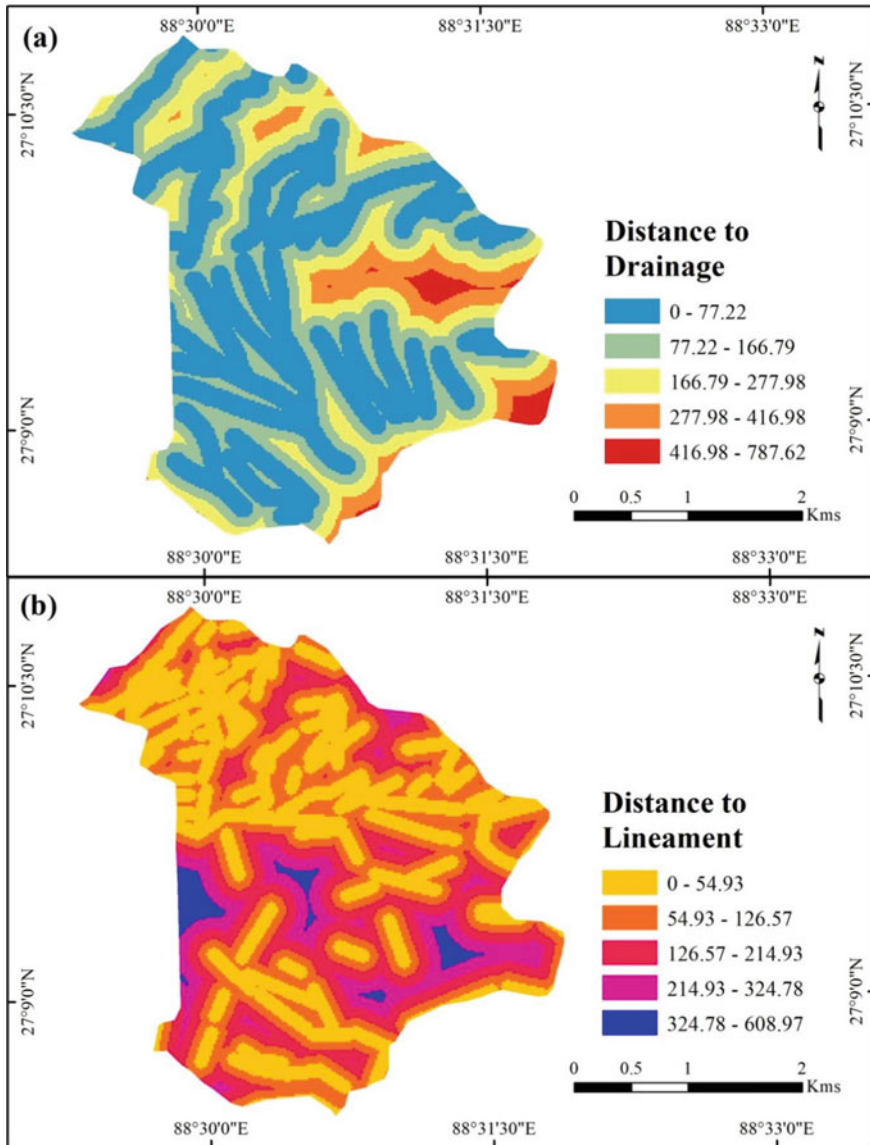 (a)
88°30'0"E
88°31'30"E
88°33'0"E
27°10'30"N
27°10'30"N
N
Distance to
Drainage
0 - 77.22
77.22 - 166.79
166.79 - 277.98
277.98 - 416.98
416.98 - 787.62
27°9'0"N
27°9'0"N
0 0.5 1 2
Kms
88°30'0"E
88°31'30"E
88°33'0"E
(b)
88°30'0"E
88°31'30"E
88°33'0"E
27°10'30"N
27°10'30"N
N
Distance to
Lineament
0 - 54.93
54.93 - 126.57
126.57 - 214.93
214.93 - 324.78
324.78 - 608.97
27°9'0"N
27°9'0"N
0 0.5 1 2
Kms
88°30'0"E
88°31'30"E
88°33'0"E